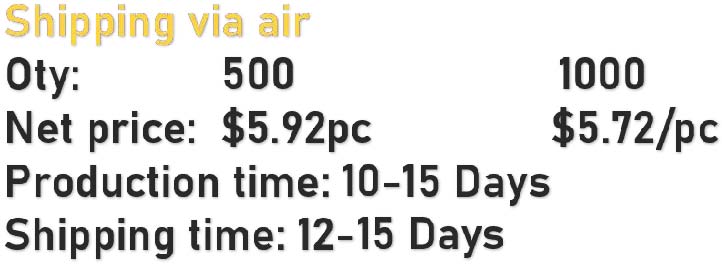 Shipping via air
Qty: 500 1000
Net price: $5.92pc $5.72/pc
Production time: 10-15 Days
Shipping time: 12-15 Days